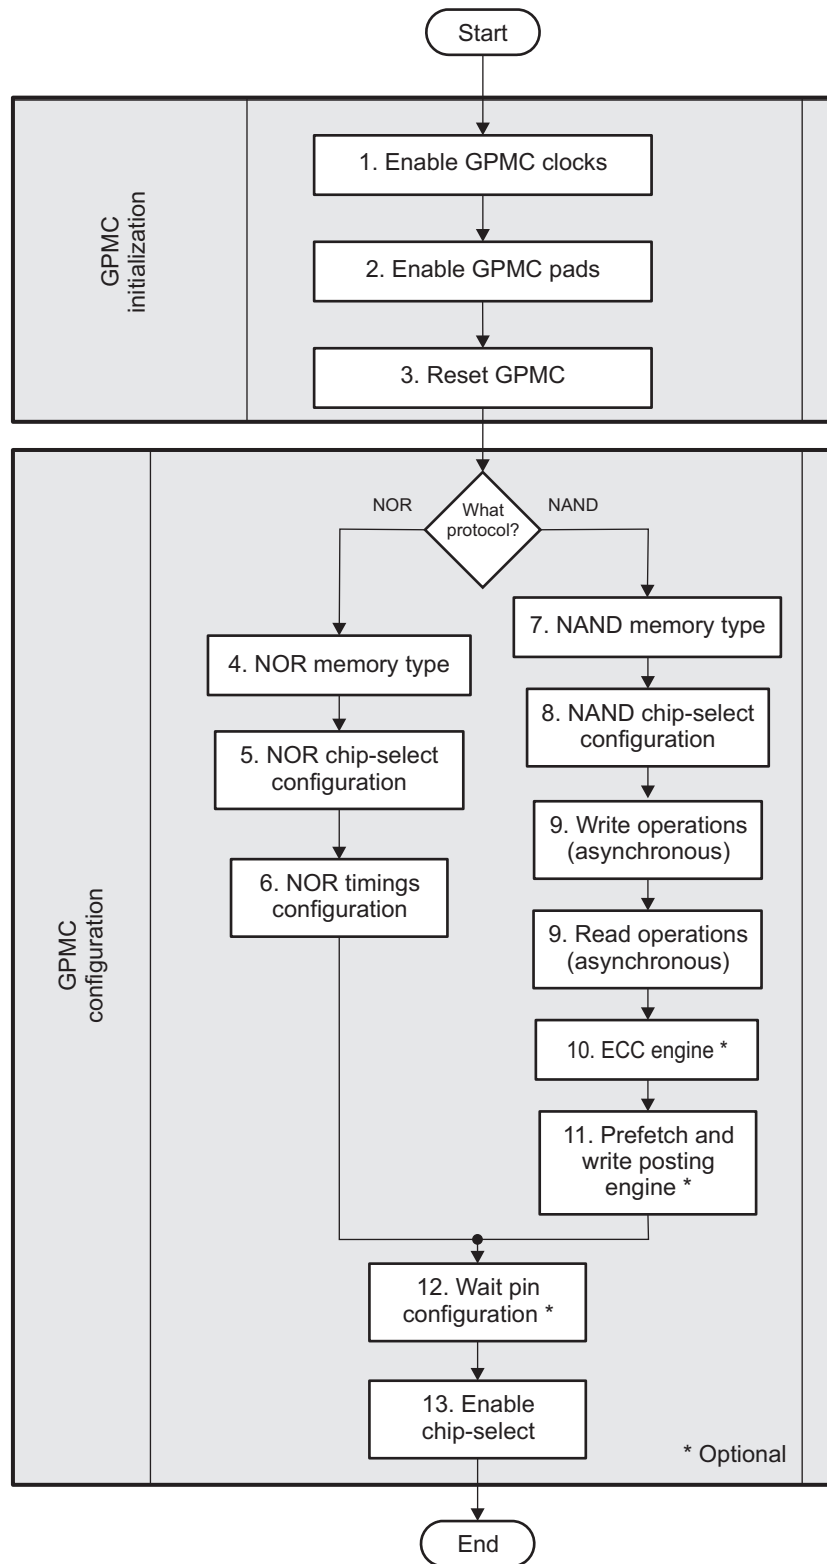 Start
GPMC
initialization
1. Enable GPMC clocks
2. Enable GPMC pads
3. Reset GPMC
GPMC
configuration
What
protocol?
NOR
NAND
4. NOR memory type
5. NOR chip-select
configuration
6. NOR timings
configuration
7. NAND memory type
8. NAND chip-select
configuration
9. Write operations
(asynchronous)
9. Read operations
(asynchronous)
10. ECC engine *
11. Prefetch and
write posting
engine *
12. Wait pin
configuration *
13. Enable
chip-select
* Optional
End